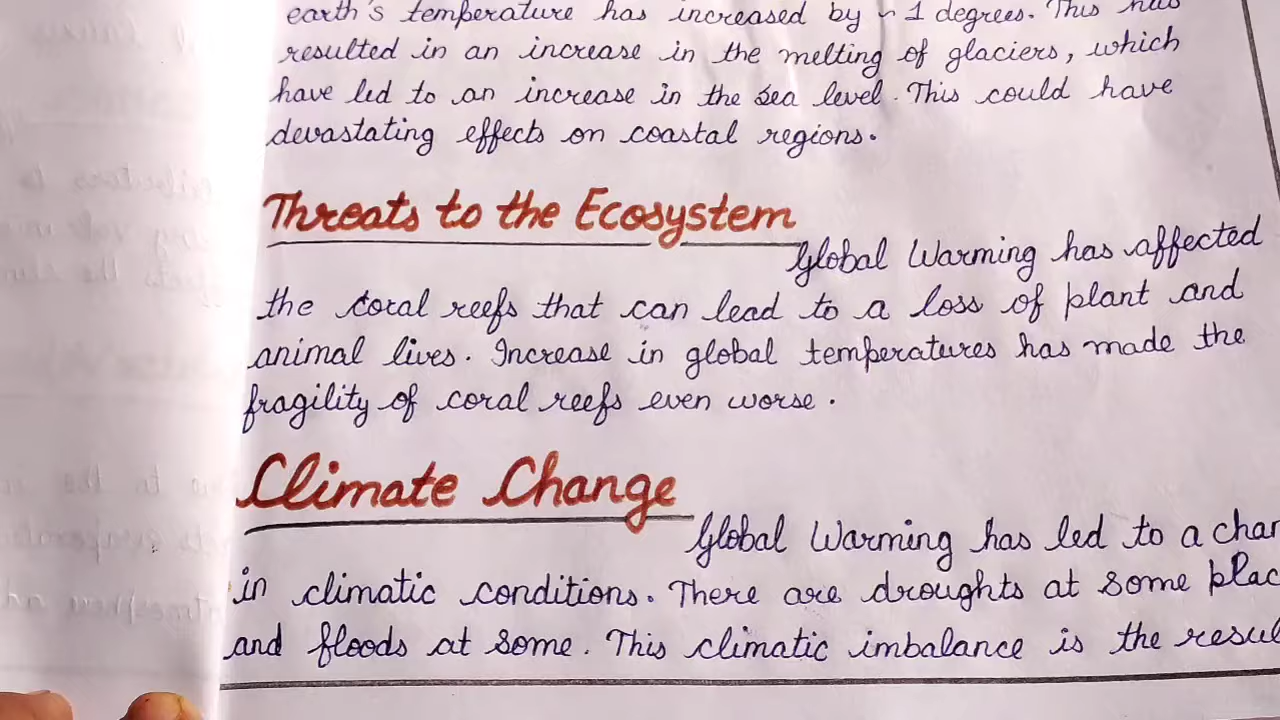 earth's temperature has increased by ~ 1 degrees. This has
resulted in an increase in the melting of glaciers, which
have led to an increase in the sea level. This could have
devastating effects on coastal regions.
Threats to the Ecosystem
Global Warming has affected
the coral reefs that can lead to a loss of plant and
animal lives. Increase in global temperatures has made the
fragility of coral reefs even worse.
Climate Change
Global Warming has led to a chan
in climatic conditions. There are droughts at some plac
and floods at some. This climatic imbalance is the resul